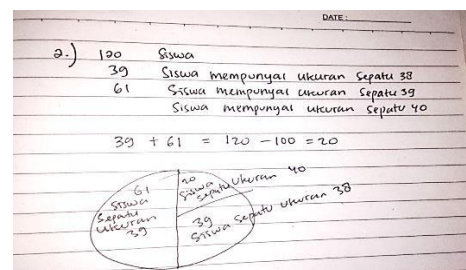 DATE :
2.) 120 Siswa
39 Siswa mempunyai ukuran sepatu 38
61 Siswa mempunyai ukuran sepatu 39
Siswa mempunyai ukuran sepatu 40
39 + 61 = 120 - 100 = 20
61
Siswa
Sepatu
ukuran
39
20
Siswa
sepatu ukuran 40
39
Siswa sepatu ukuran 38